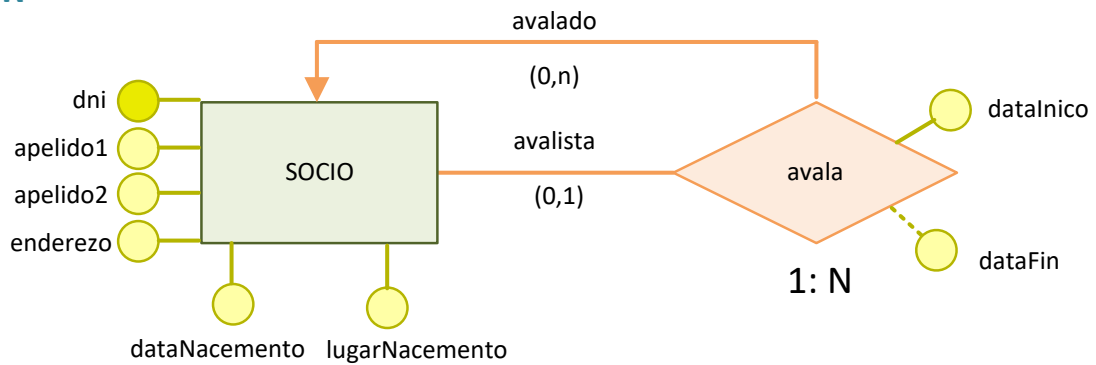 avalado
(0,n)
dni
dataInico
apelido1
avalista
SOCIO
avala
apelido2
(0,1)
enderezo
dataFin
1: N
dataNacemento
lugarNacemento